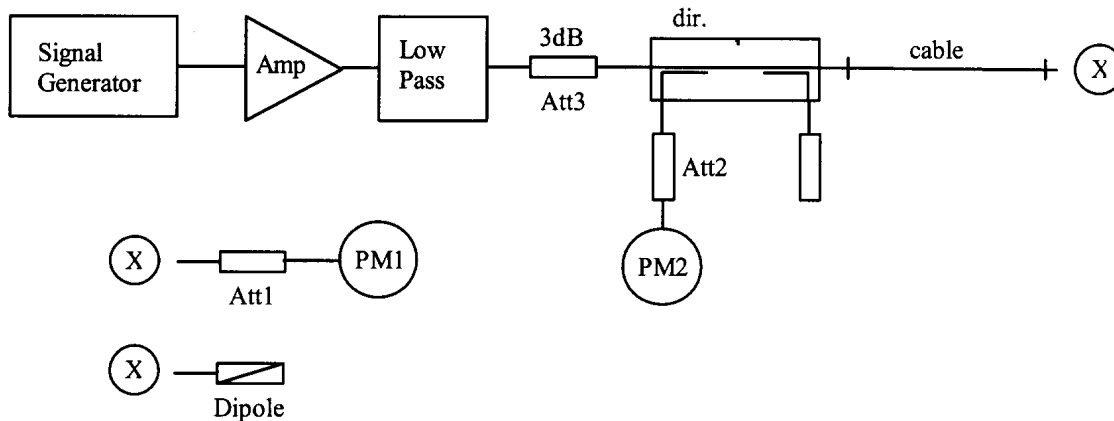 Signal
Generator
Amp
Low
Pass
3dB
Att3
dir.
cable
X
Att2
PM2
X
Att1
PM1
X
Dipole